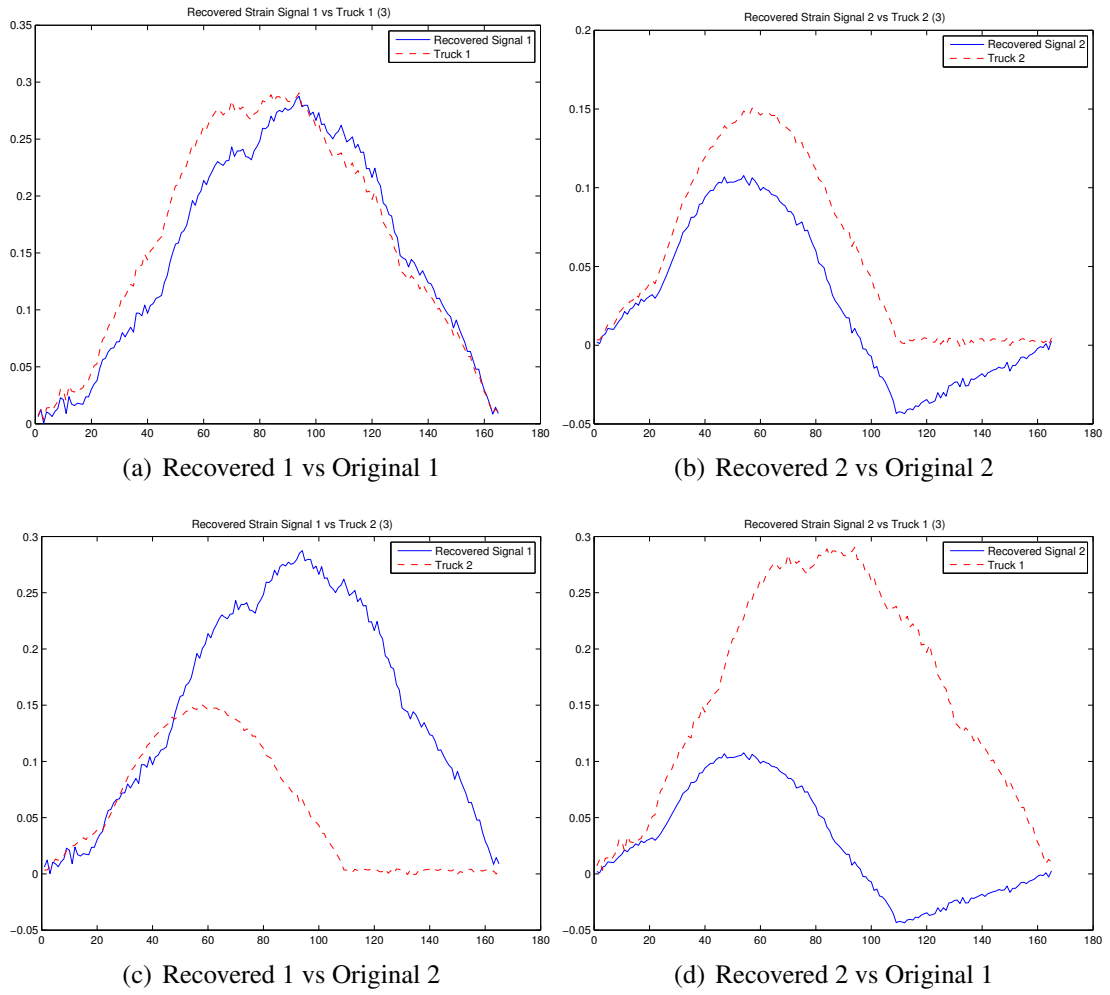 Recovered Strain Signal 1 vs Truck 1 (3)
0.35
0.3
0.25
0.2
0.15
0.1
0.05
0
0 20 40 60 80 100 120 140 160 180
Recovered Signal 1
Truck 1
(a) Recovered 1 vs Original 1
Recovered Strain Signal 2 vs Truck 2 (3)
0.2
0.15
0.1
0.05
0
−0.05
0 20 40 60 80 100 120 140 160 180
Recovered Signal 2
Truck 2
(b) Recovered 2 vs Original 2
Recovered Strain Signal 1 vs Truck 2 (3)
0.3
0.25
0.2
0.15
0.1
0.05
0
−0.05
0 20 40 60 80 100 120 140 160 180
Recovered Signal 1
Truck 2
(c) Recovered 1 vs Original 2
Recovered Strain Signal 2 vs Truck 1 (3)
0.3
0.25
0.2
0.15
0.1
0.05
0
−0.05
0 20 40 60 80 100 120 140 160 180
Recovered Signal 2
Truck 1
(d) Recovered 2 vs Original 1